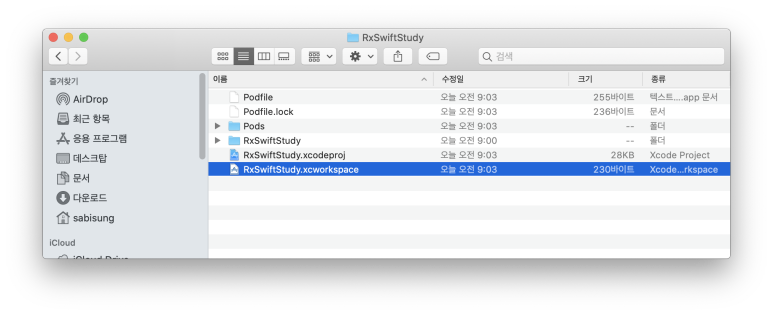 RxSwiftStudy
검색
즐겨찾기
AirDrop
최근 항목
응용 프로그램
데스크탑
문서
다운로드
sabisung
iCloud
iCloud Drive
이름 수정일 크기 종류
Podfile 오늘 오전 9:03 255바이트 텍스트....app 문서
Podfile.lock 오늘 오전 9:03 236바이트 문서
Pods 오늘 오전 9:03 -- 폴더
RxSwiftStudy 오늘 오전 9:00 -- 폴더
RxSwiftStudy.xcodeproj 오늘 오전 9:03 28KB Xcode Project
RxSwiftStudy.xcworkspace 오늘 오전 9:03 230바이트 Xcode...rkspace